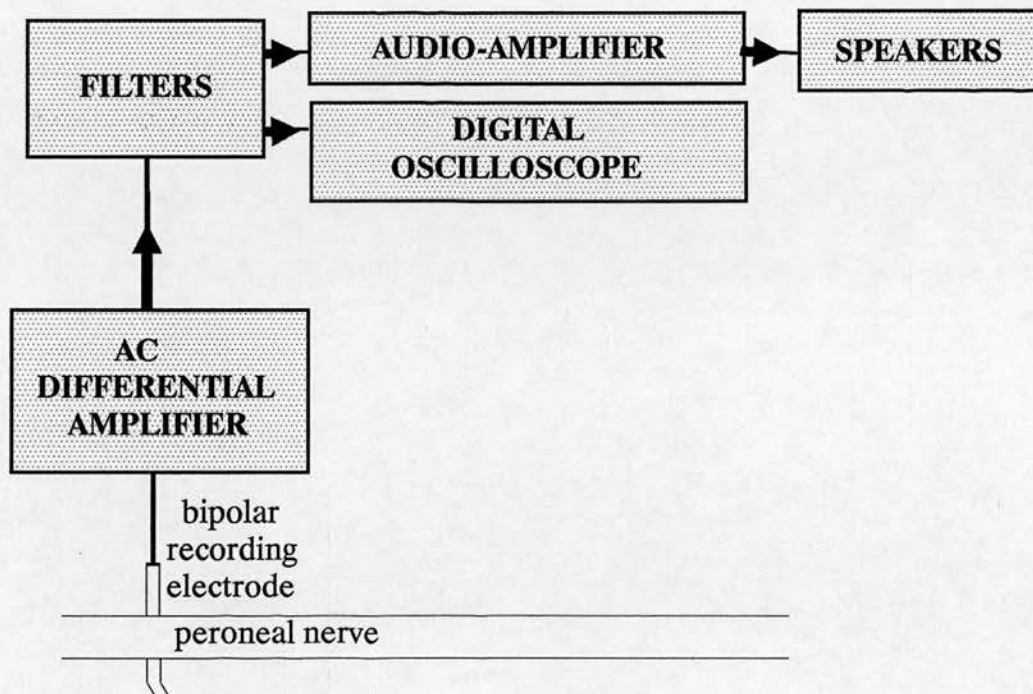 FILTERS
AUDIO-AMPLIFIER
SPEAKERS
DIGITAL
OSCILLOSCOPE
AC
DIFFERENTIAL
AMPLIFIER
bipolar
recording
electrode
peroneal nerve